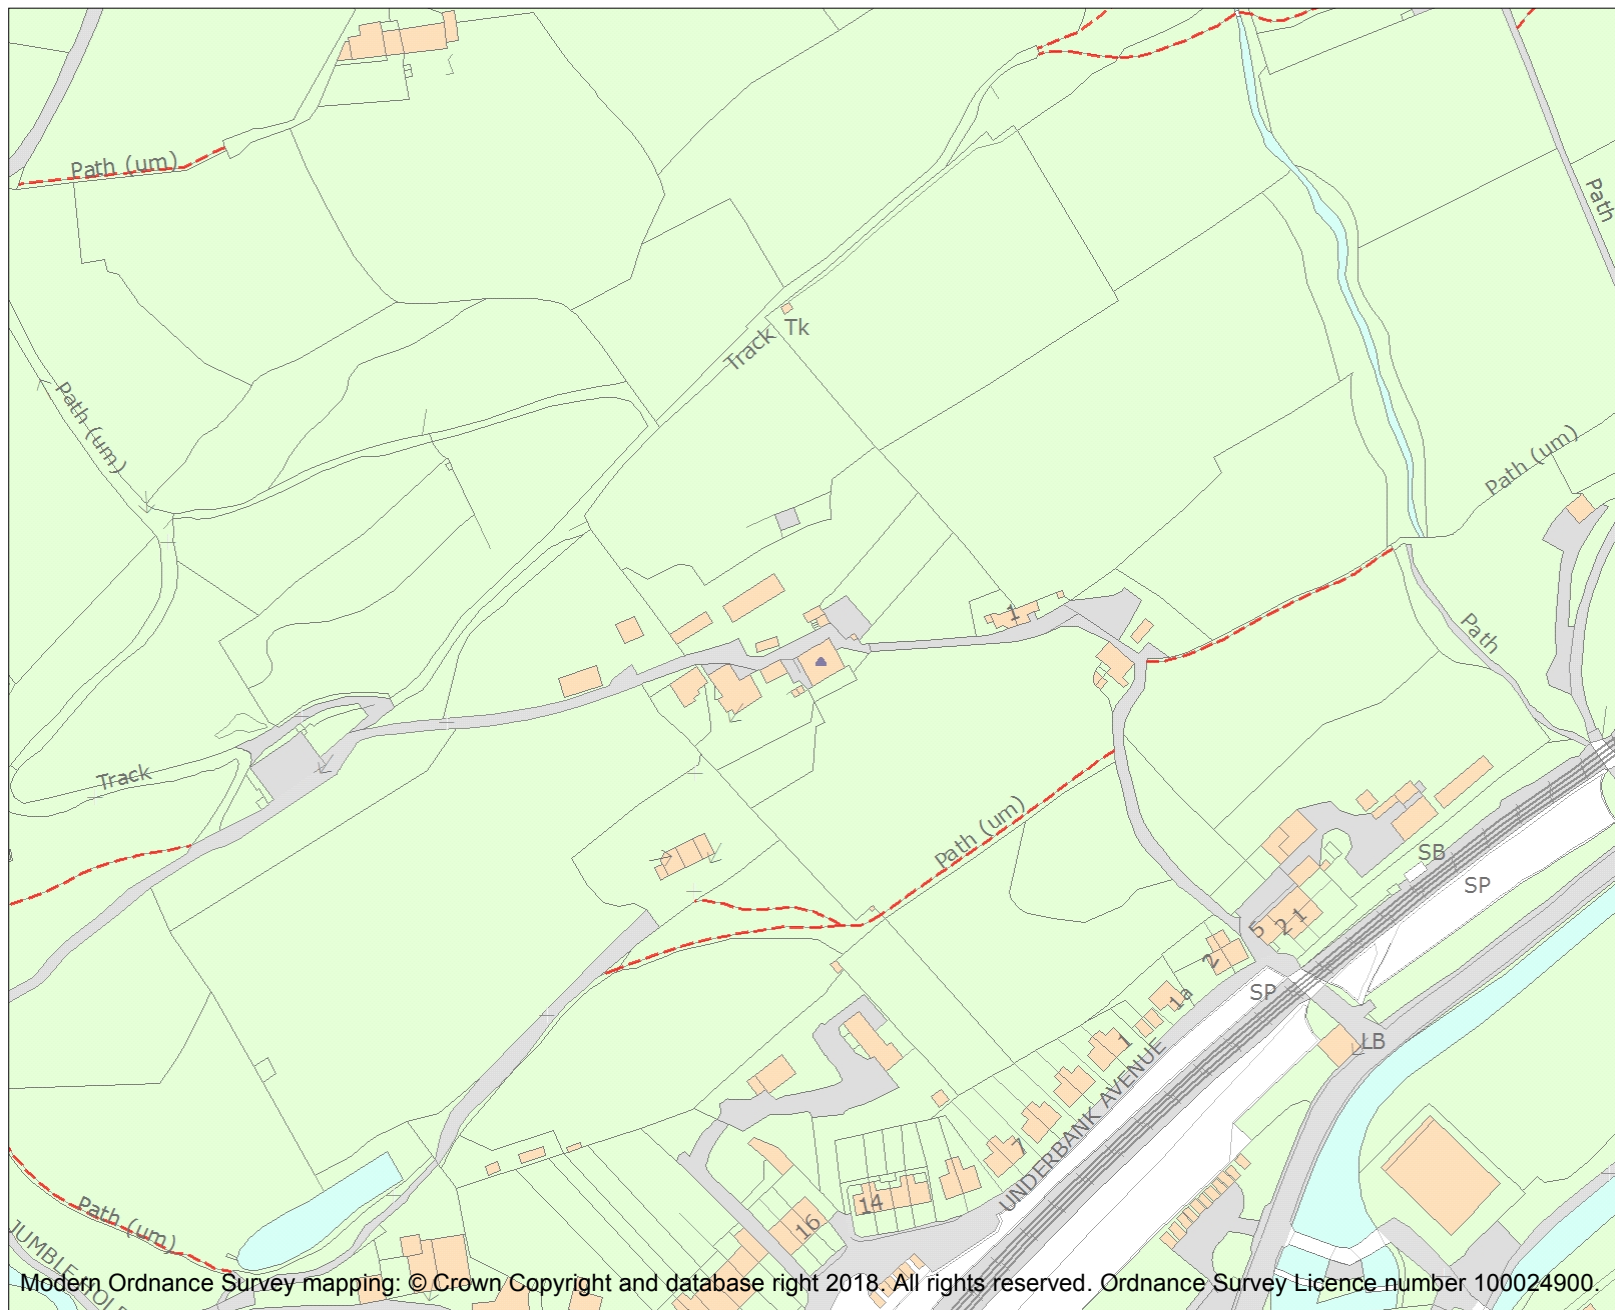 Path (um)
Path
Tk
Track
Path (um)
Path (um)
1
Path
Track
Path (um)
SB
SP
5
2 1
2
SP
1a
LB
1
UNDERBANK AVENUE
7
14
16
Path (um)
JUMBLE HOLE
Modern Ordnance Survey mapping: © Crown Copyright and database right 2018. All rights reserved. Ordnance Survey Licence number 100024900.